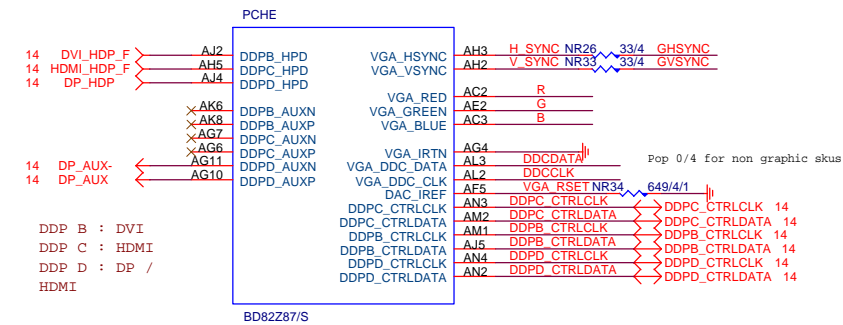 PCHE
14 DVI_HDP_F AJ2 DDPB_HPD VGA_HSYNC AH3 H_SYNC NR26 33/4 GHSYNC
14 HDMI_HDP_F AH5 DDPC_HPD VGA_VSYNC AH2 V_SYNC NR33 33/4 GVSYNC
14 DP_HDP AJ4 DDPD_HPD
VGA_RED AC2 R
AK6 DDPB_AUXN VGA_GREEN AE2 G
AK8 DDPB_AUXP VGA_BLUE AC3 B
AG7 DDPC_AUXN
AG6 DDPC_AUXP VGA_IRTN AG4
14 DP_AUX- AG11 DDPD_AUXN VGA_DDC_DATA AL3 DDCDATA Pop 0/4 for non graphic skus
14 DP_AUX AG10 DDPD_AUXP VGA_DDC_CLK AL2 DDCCLK
DAC_IREF AF5 VGA_RSET NR34 649/4/1
DDPC_CTRLCLK AN3 DDPC_CTRLCLK DDPC_CTRLCLK 14
DDPC_CTRLDATA AM2 DDPC_CTRLDATA DDPC_CTRLDATA 14
DDPB_CTRLCLK AM1 DDPB_CTRLCLK DDPB_CTRLCLK 14
DDPB_CTRLDATA AJ5 DDPB_CTRLDATA DDPB_CTRLDATA 14
DDPD_CTRLCLK AN4 DDPD_CTRLCLK DDPD_CTRLCLK 14
DDPD_CTRLDATA AN2 DDPD_CTRLDATA DDPD_CTRLDATA 14
DDP B : DVI
DDP C : HDMI
DDP D : DP /
HDMI
BD82Z87/S